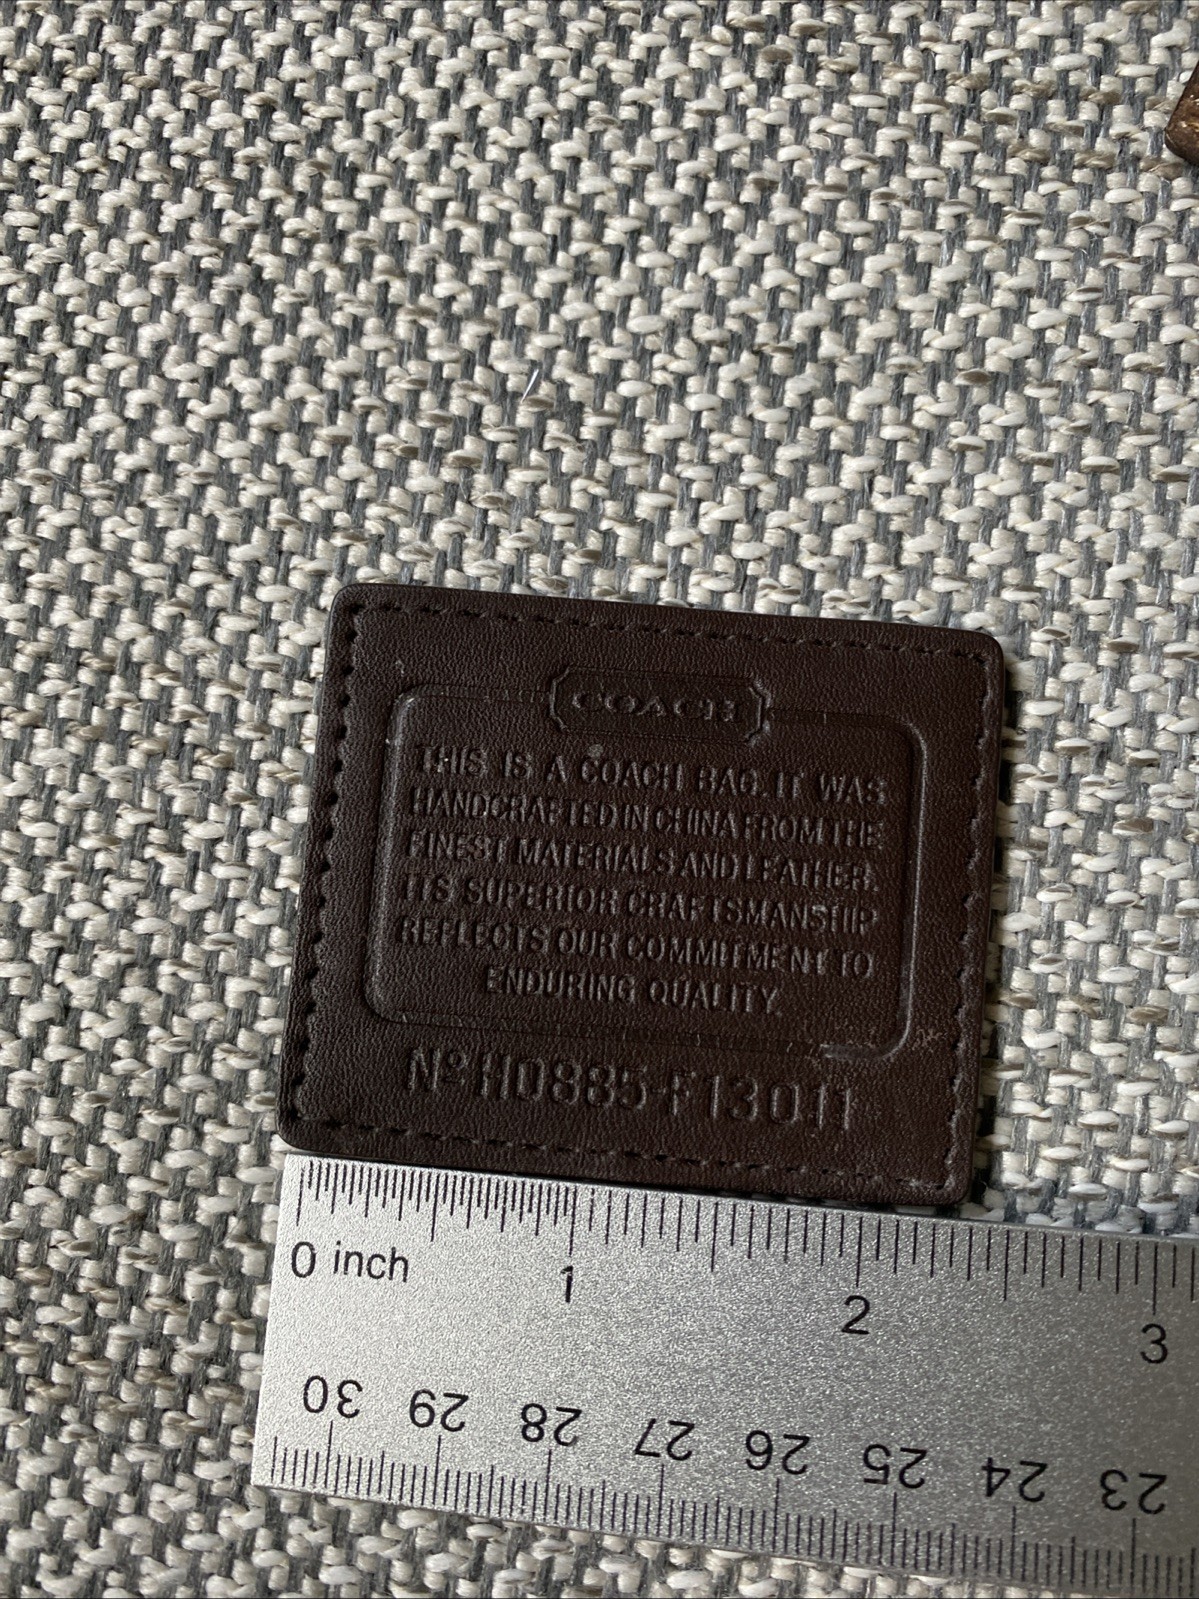 COACH
THIS IS A COACH BAG. IT WAS
HANDCRAFTED IN CHINA FROM THE
FINEST MATERIALS AND LEATHER.
ITS SUPERIOR CRAFTSMANSHIP
REFLECTS OUR COMMITMENT TO
ENDURING QUALITY.
Nº H0885-F13011
0 inch 1 2 3
30 29 28 27 26 25 24 23